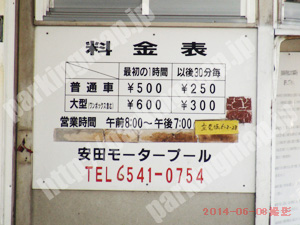 料金表
最初の1時間 以後30分毎
普通車 ¥500 ¥250
大型(ワンボックス含む) ¥600 ¥300
営業時間 午前8:00〜午後7:00
安田モータープール
TEL 6541-0754
2014-06-08撮影